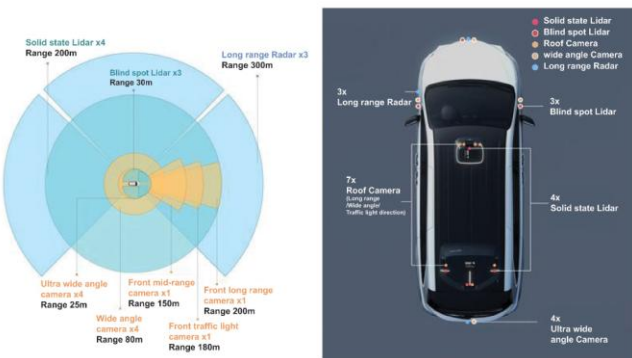 Solid state Lidar x4
Range 200m
Blind spot Lidar x3
Range 30m
Long range Radar x3
Range 300m
Ultra wide angle
camera x4
Range 25m
Wide angle
camera x4
Range 80m
Front mid-range
camera x1
Range 150m
Front traffic light
camera x1
Range 180m
Front long range
camera x1
Range 200m
Solid state Lidar
Blind spot Lidar
Roof Camera
wide angle Camera
Long range Radar
3x
Long range Radar
3x
Blind spot Lidar
7x
Roof Camera
(Long range
/Wide angle/
Traffic light direction)
4x
Solid state Lidar
4x
Ultra wide
angle Camera